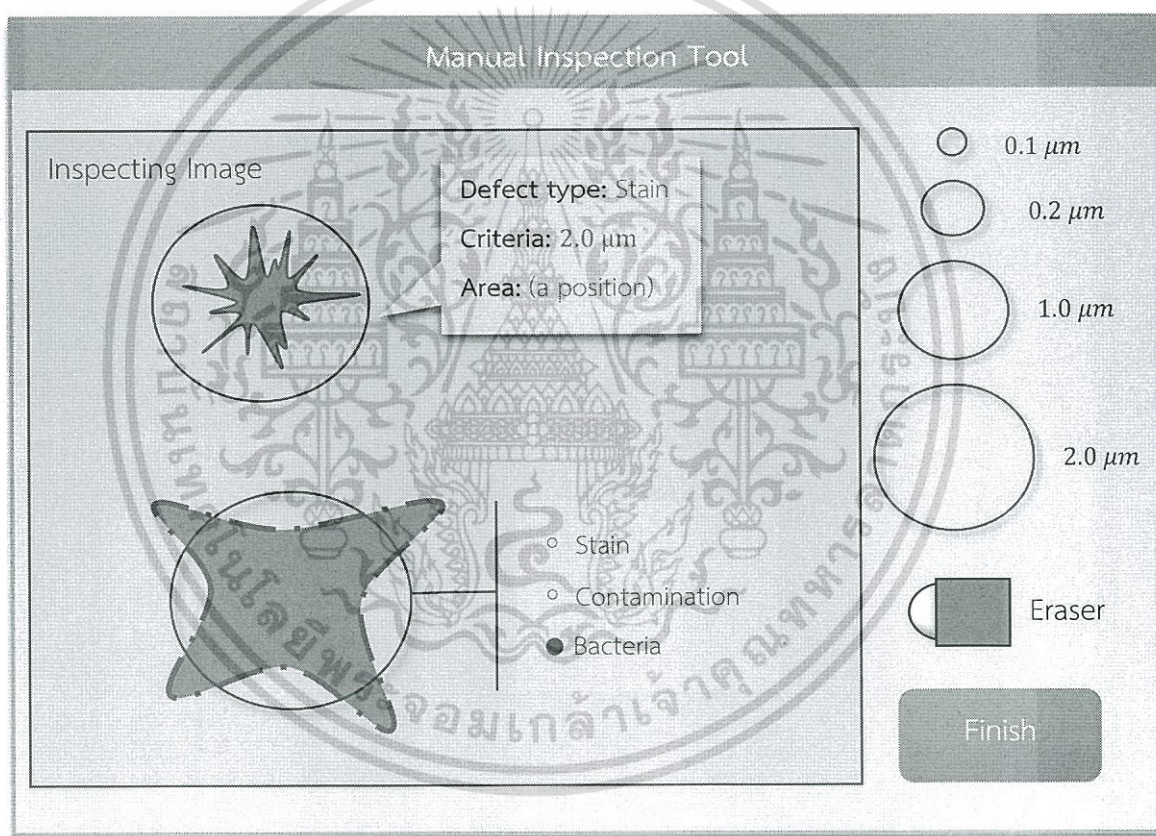 Manual Inspection Tool
Inspecting Image
Defect type: Stain
Criteria: 2.0 μm
Area: (a position)
0.1 μm
0.2 μm
1.0 μm
2.0 μm
Stain
Contamination
Bacteria
Eraser
Finish